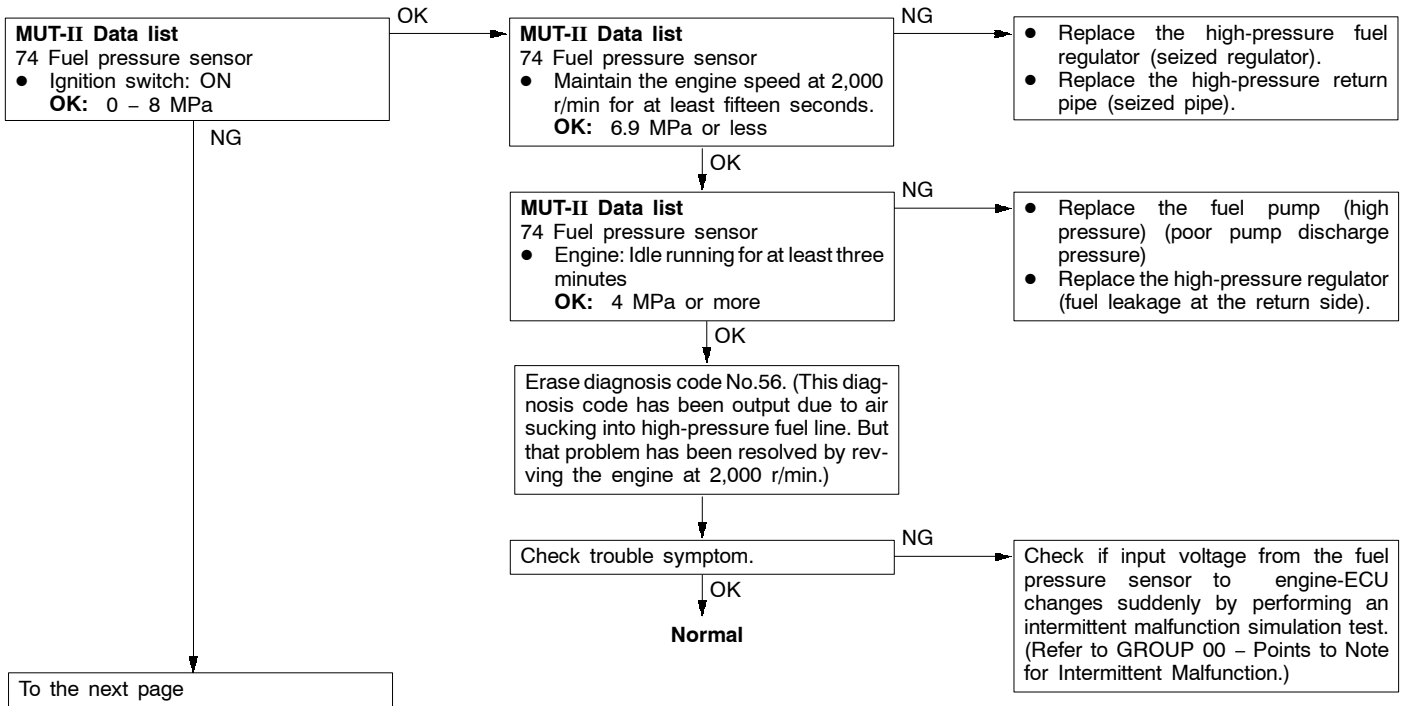 MUT-II Data list
74 Fuel pressure sensor
● Ignition switch: ON
OK: 0 – 8 MPa
OK
NG
MUT-II Data list
74 Fuel pressure sensor
● Maintain the engine speed at 2,000
r/min for at least fifteen seconds.
OK: 6.9 MPa or less
NG
● Replace the high-pressure fuel
regulator (seized regulator).
● Replace the high-pressure return
pipe (seized pipe).
OK
MUT-II Data list
74 Fuel pressure sensor
● Engine: Idle running for at least three
minutes
OK: 4 MPa or more
NG
● Replace the fuel pump (high
pressure) (poor pump discharge
pressure)
● Replace the high-pressure regulator
(fuel leakage at the return side).
OK
Erase diagnosis code No.56. (This diag-
nosis code has been output due to air
sucking into high-pressure fuel line. But
that problem has been resolved by rev-
ving the engine at 2,000 r/min.)
Check trouble symptom.
NG
Check if input voltage from the fuel
pressure sensor to engine-ECU
changes suddenly by performing an
intermittent malfunction simulation test.
(Refer to GROUP 00 – Points to Note
for Intermittent Malfunction.)
OK
Normal
To the next page